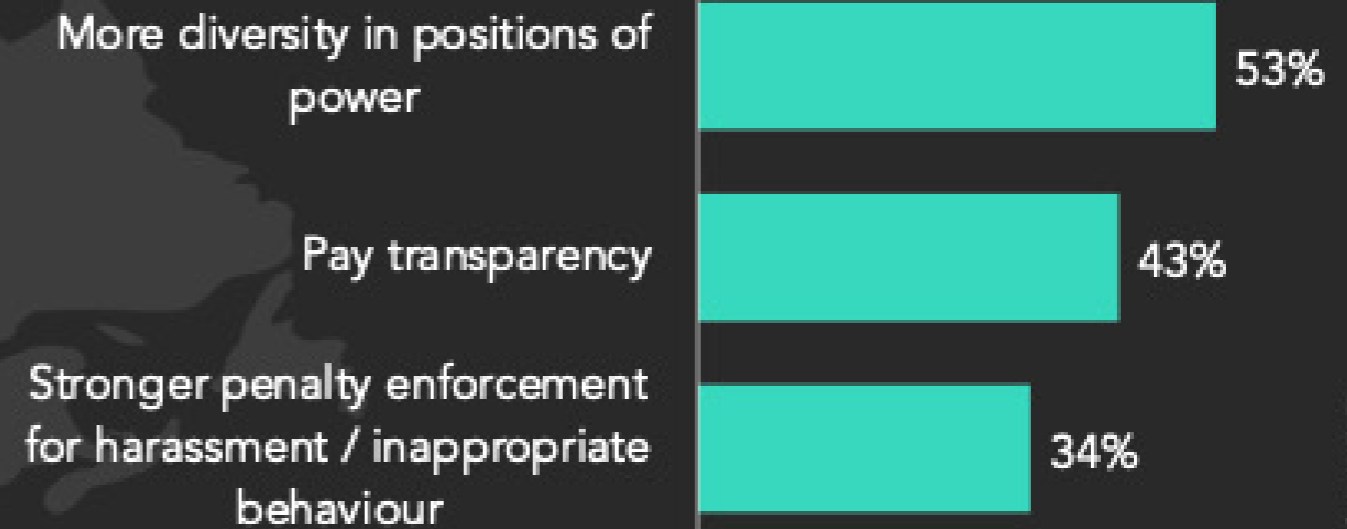 More diversity in positions of
power
53%
Pay transparency
43%
Stronger penalty enforcement
for harassment / inappropriate
behaviour
34%